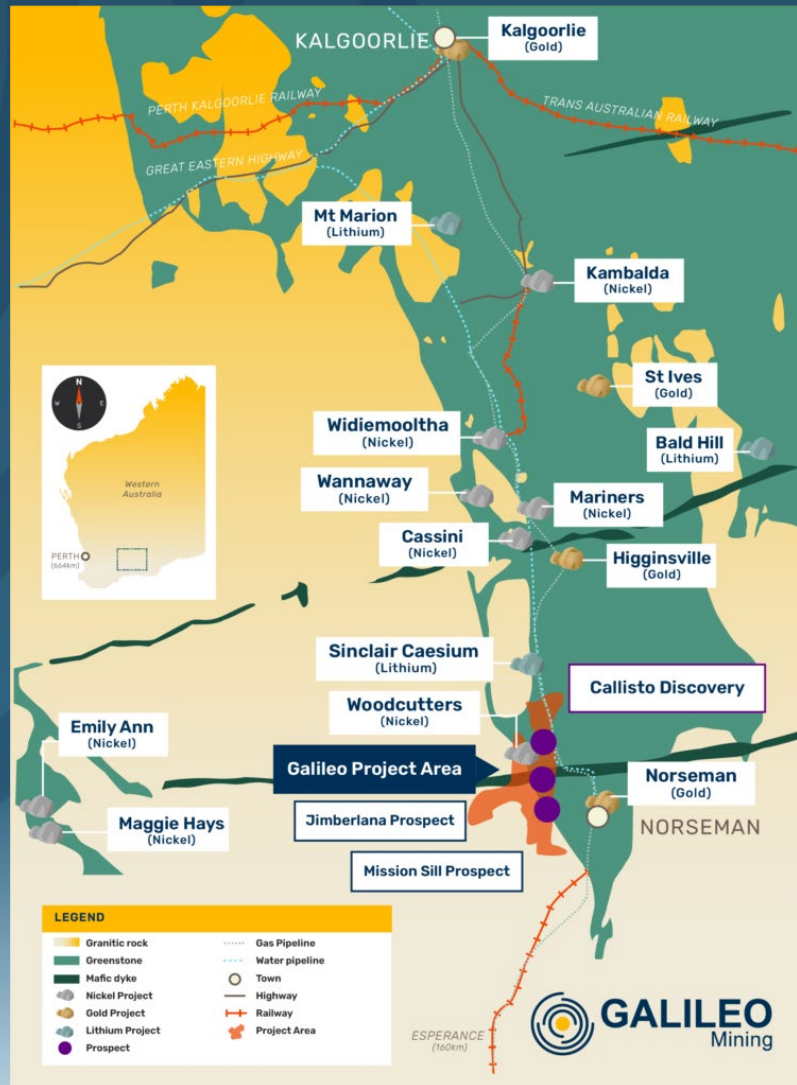 Kalgoorlie
(Gold)
KALGOORLIE
PERTH KALGOORLIE RAILWAY
TRANS AUSTRALIAN RAILWAY
GREAT EASTERN HIGHWAY
Mt Marion
(Lithium)
Kambalda
(Nickel)
St Ives
(Gold)
N
W
E
S
Western
Australia
PERTH
(664km)
Widiemooltha
(Nickel)
Bald Hill
(Lithium)
Wannaway
(Nickel)
Mariners
(Nickel)
Cassini
(Nickel)
Higginsville
(Gold)
Sinclair Caesium
(Lithium)
Callisto Discovery
Woodcutters
(Nickel)
Emily Ann
(Nickel)
Galileo Project Area
Norseman
(Gold)
Maggie Hays
(Nickel)
Jimberlana Prospect
NORSEMAN
Mission Sill Prospect
LEGEND
Granitic rock
Greenstone
Mafic dyke
Nickel Project
Gold Project
Lithium Project
Prospect
Gas Pipeline
Water pipeline
Town
Highway
Railway
Project Area
ESPERANCE
(160km)
GALILEO
Mining